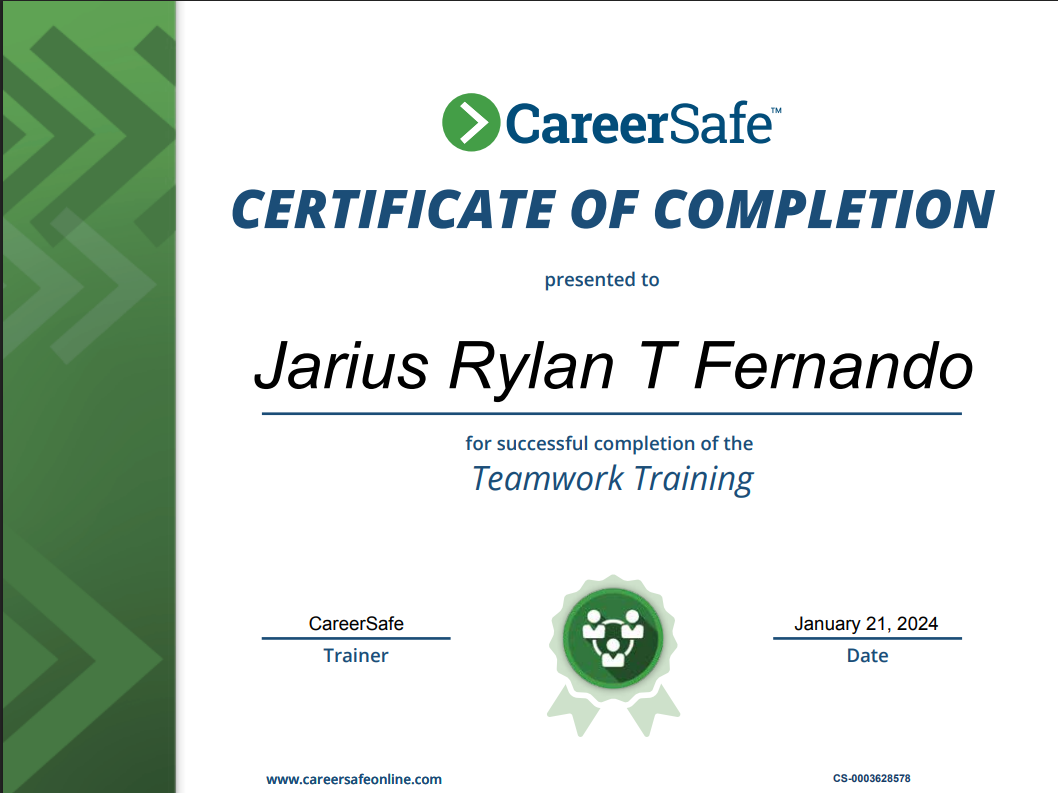 CareerSafe™
CERTIFICATE OF COMPLETION
presented to
Jarius Rylan T Fernando
for successful completion of the
Teamwork Training
CareerSafe
Trainer
January 21, 2024
Date
www.careersafeonline.com
CS-0003628578